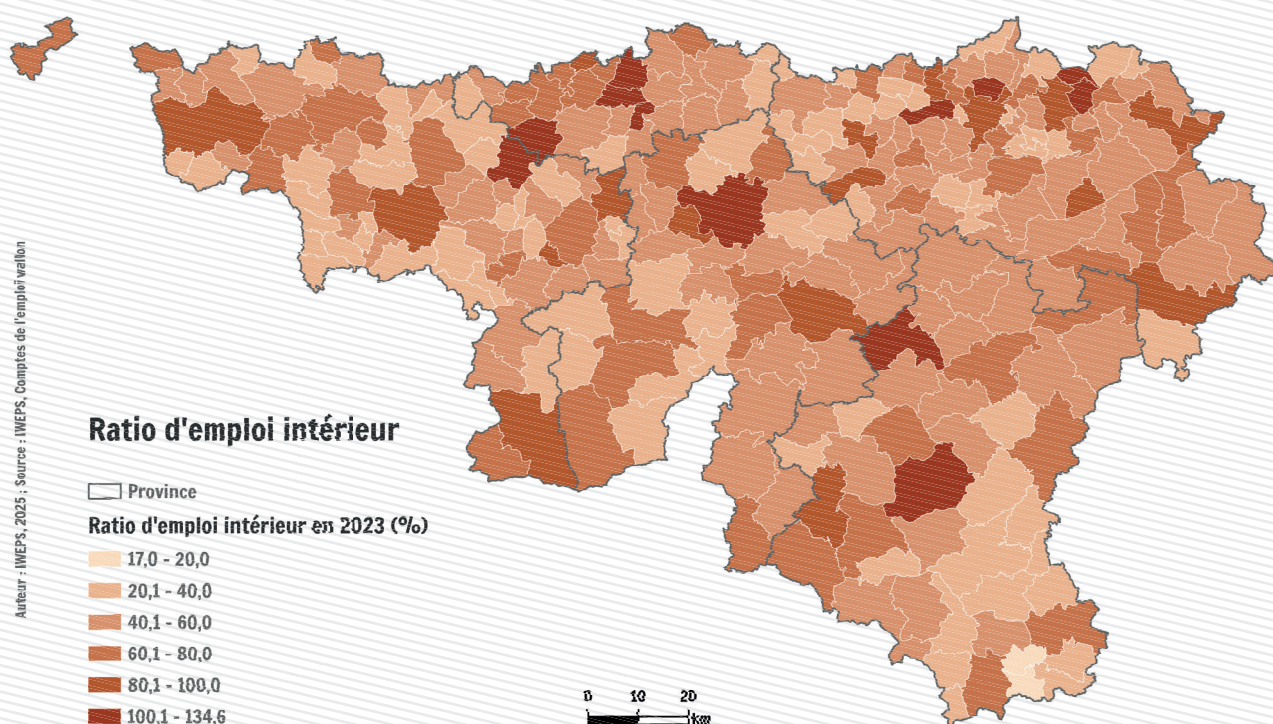 Auteur : IWEPS, 2025 ; Source : IWEPS, Comptes de l'emploi wallon
Ratio d'emploi intérieur
Province
Ratio d'emploi intérieur en 2023 (%)
17,0 - 20,0
20,1 - 40,0
40,1 - 60,0
60,1 - 80,0
80,1 - 100,0
100,1 - 134,6
0 10 20
km